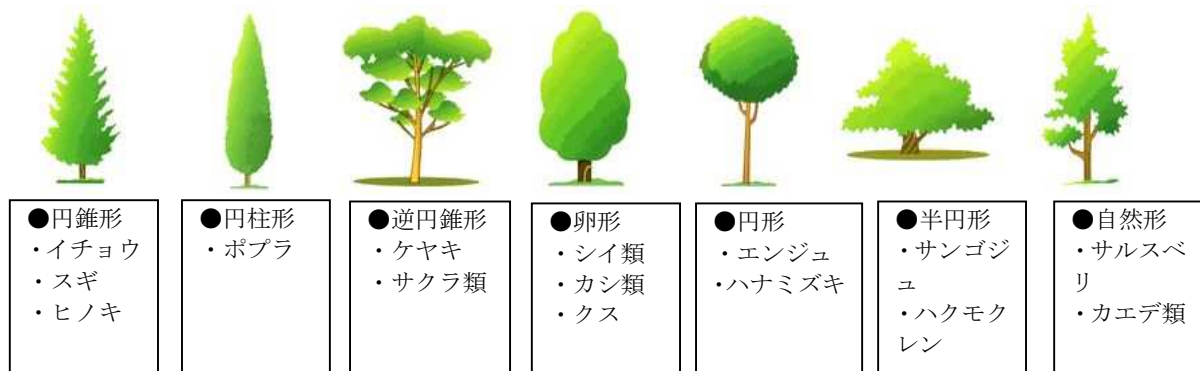 ●円錐形
・イチョウ
・スギ
・ヒノキ
●円柱形
・ポプラ
●逆円錐形
・ケヤキ
・サクラ類
●卵形
・シイ類
・カシ類
・クス
●円形
・エンジュ
・ハナミズキ
●半円形
・サンゴジ
ュ
・ハクモク
レン
●自然形
・サルスベ
リ
・カエデ類